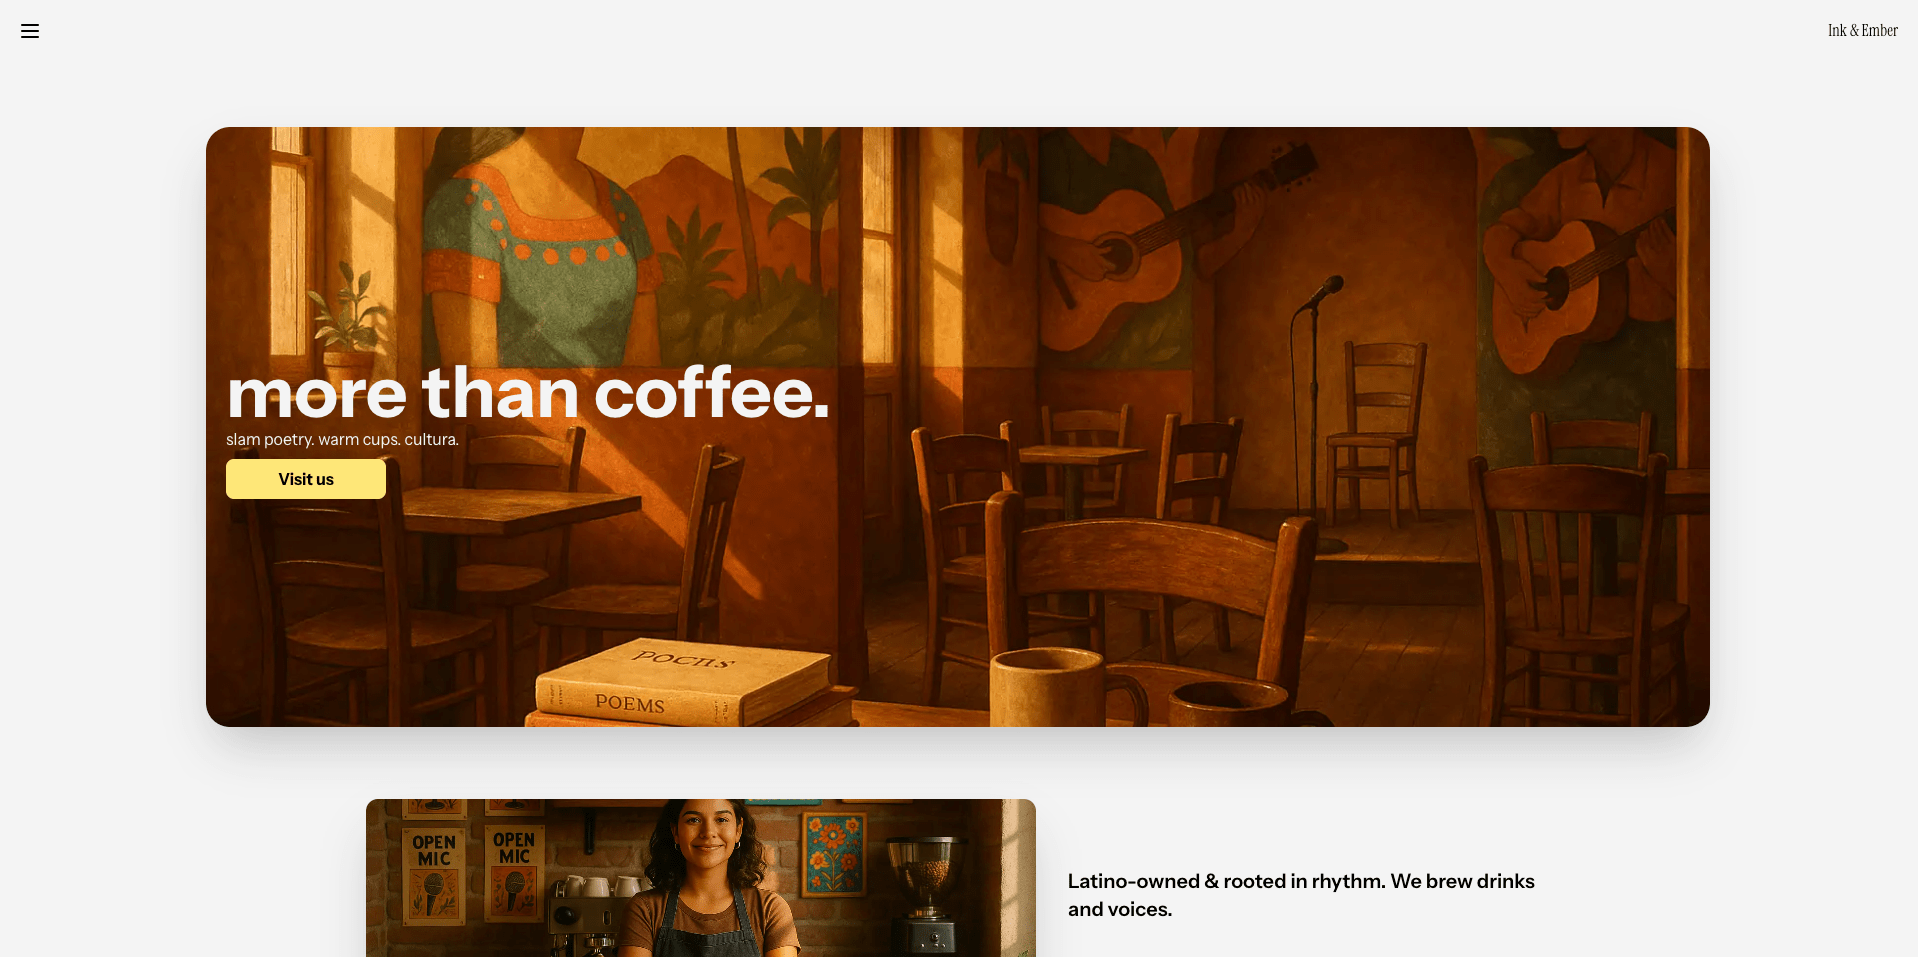 Ink & Ember
more than coffee.
slam poetry. warm cups. cultura.
Visit us
POEMS
OPEN
MIC
OPEN
MIC
Latino-owned & rooted in rhythm. We brew drinks
and voices.